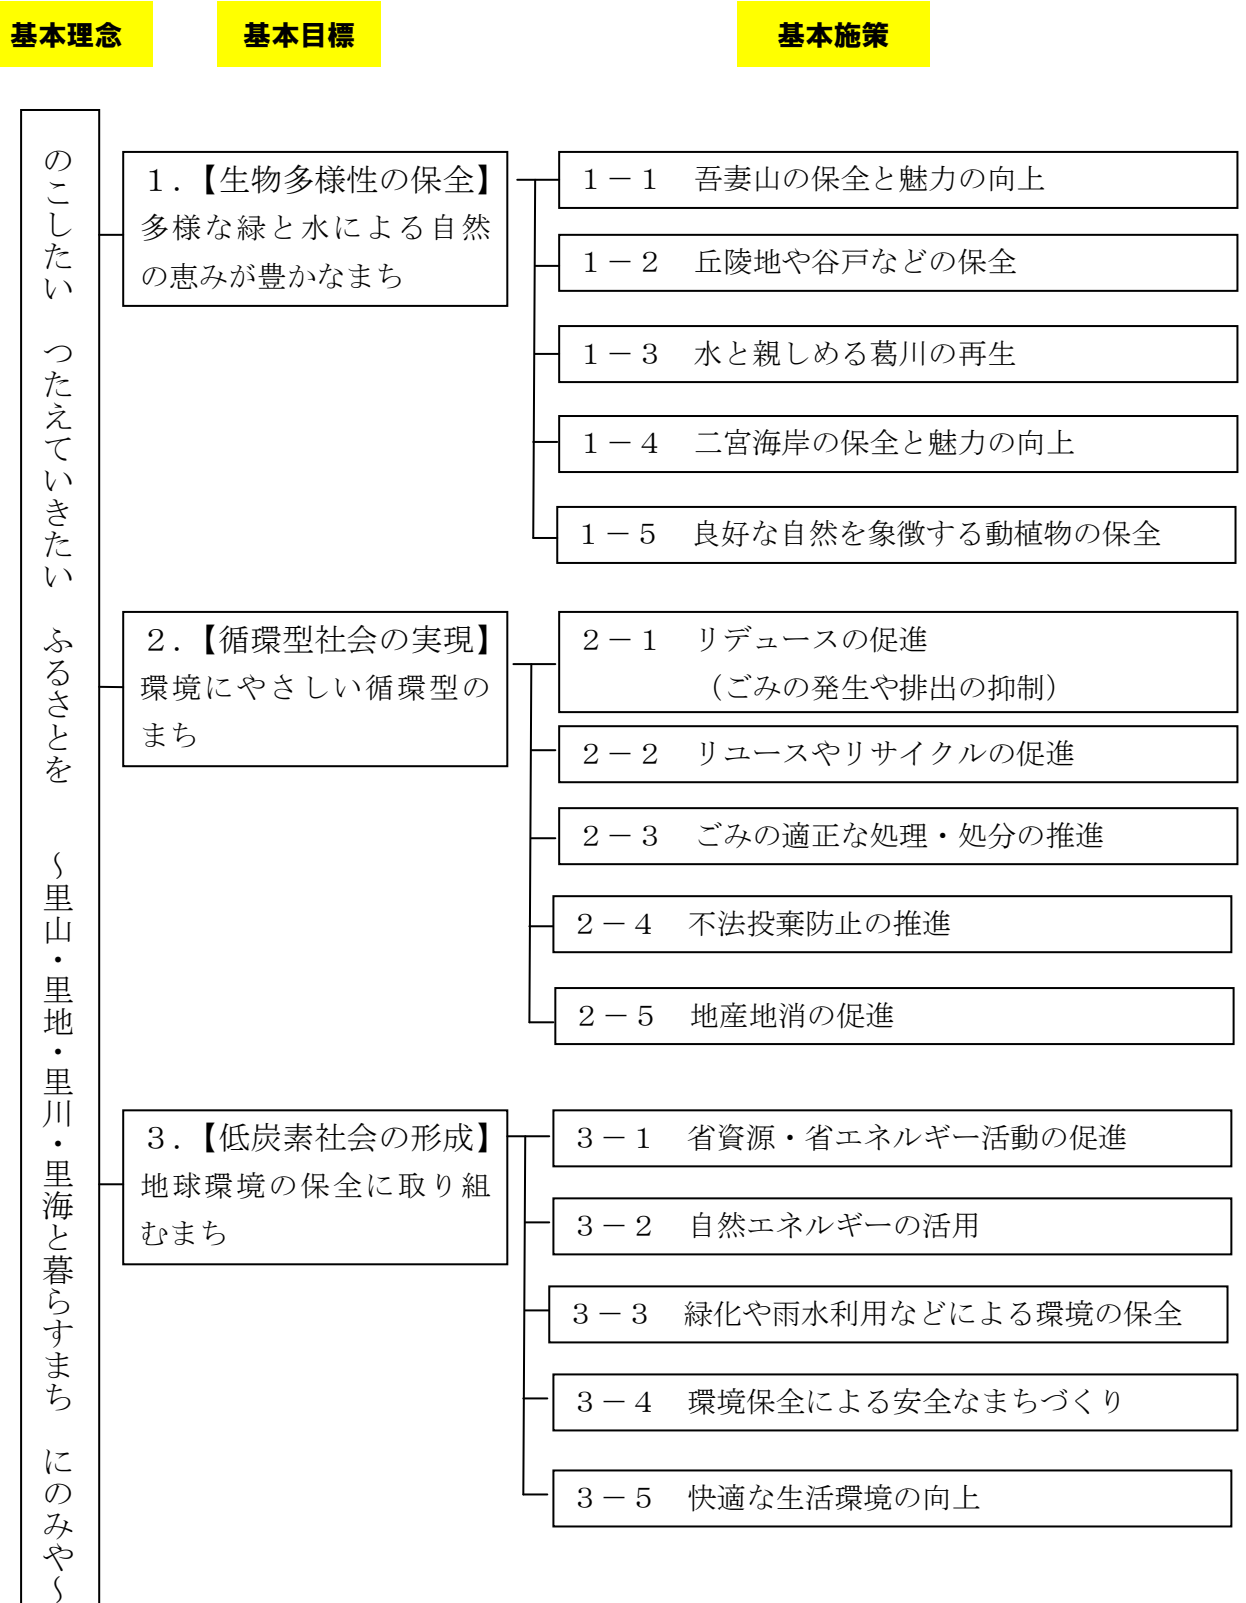 基本理念
基本目標
基本施策
のこしたい　つたえていきたい　ふるさとを　～里山・里地・里川・里海と暮らすまち　にのみや～
１．【生物多様性の保全】
多様な緑と水による自然
の恵みが豊かなまち
１－１　吾妻山の保全と魅力の向上
１－２　丘陵地や谷戸などの保全
１－３　水と親しめる葛川の再生
１－４　二宮海岸の保全と魅力の向上
１－５　良好な自然を象徴する動植物の保全
２．【循環型社会の実現】
環境にやさしい循環型の
まち
２－１　リデュースの促進
（ごみの発生や排出の抑制）
２－２　リユースやリサイクルの促進
２－３　ごみの適正な処理・処分の推進
２－４　不法投棄防止の推進
２－５　地産地消の促進
３．【低炭素社会の形成】
地球環境の保全に取り組
むまち
３－１　省資源・省エネルギー活動の促進
３－２　自然エネルギーの活用
３－３　緑化や雨水利用などによる環境の保全
３－４　環境保全による安全なまちづくり
３－５　快適な生活環境の向上